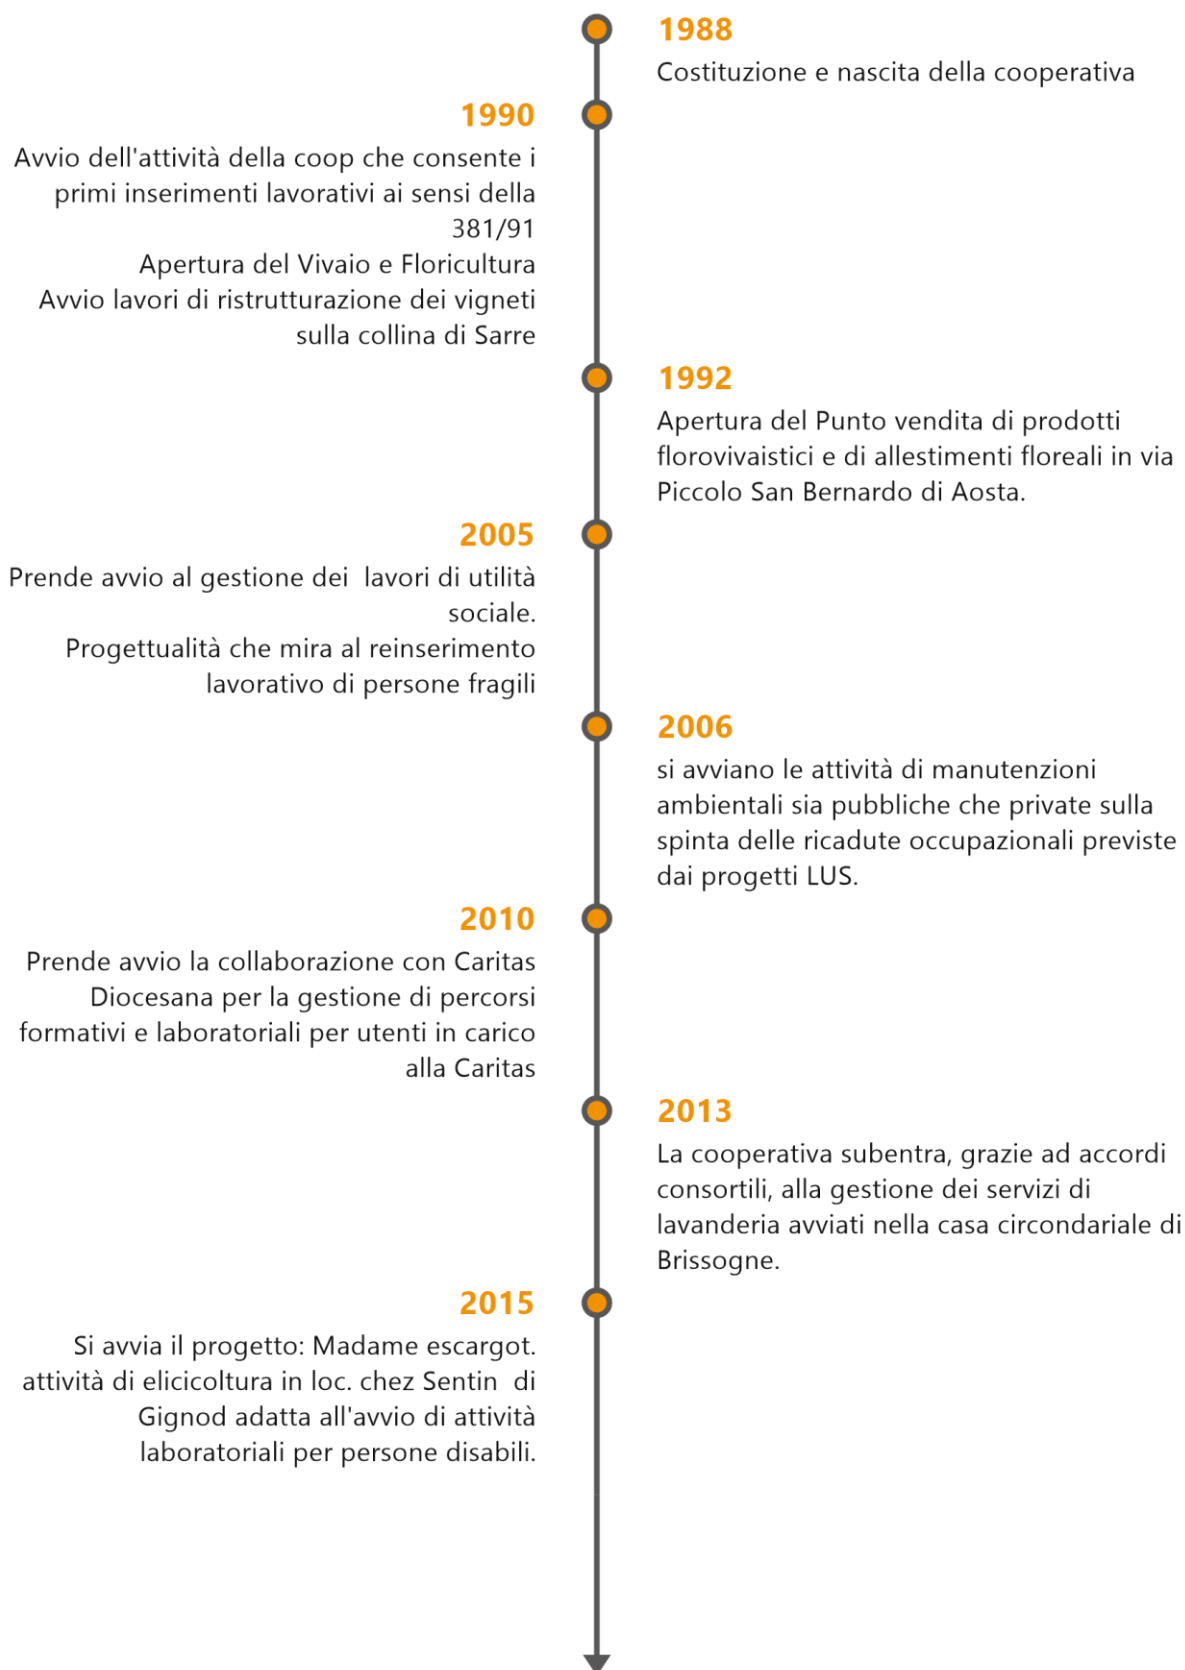 1988
Costituzione e nascita della cooperativa
1990
Avvio dell'attività della coop che consente i
primi inserimenti lavorativi ai sensi della
381/91
Apertura del Vivaio e Floricultura
Avvio lavori di ristrutturazione dei vigneti
sulla collina di Sarre
1992
Apertura del Punto vendita di prodotti
florovivaistici e di allestimenti floreali in via
Piccolo San Bernardo di Aosta.
2005
Prende avvio al gestione dei  lavori di utilità
sociale.
Progettualità che mira al reinserimento
lavorativo di persone fragili
2006
si avviano le attività di manutenzioni
ambientali sia pubbliche che private sulla
spinta delle ricadute occupazionali previste
dai progetti LUS.
2010
Prende avvio la collaborazione con Caritas
Diocesana per la gestione di percorsi
formativi e laboratoriali per utenti in carico
alla Caritas
2013
La cooperativa subentra, grazie ad accordi
consortili, alla gestione dei servizi di
lavanderia avviati nella casa circondariale di
Brissogne.
2015
Si avvia il progetto: Madame escargot.
attività di elicicoltura in loc. chez Sentin  di
Gignod adatta all'avvio di attività
laboratoriali per persone disabili.